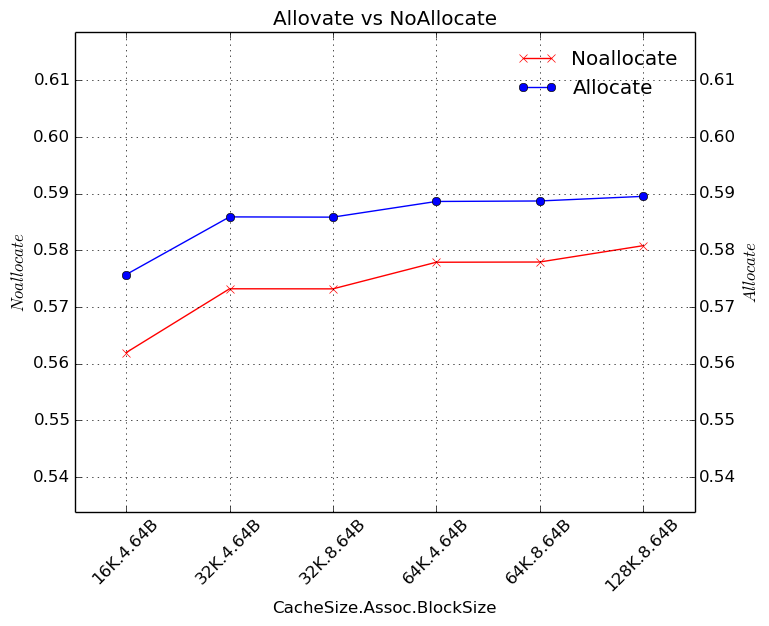 Allovate vs NoAllocate
Noallocate
Allocate
0.61
0.60
0.59
0.58
0.57
0.56
0.55
0.54
Noallocate
0.61
0.60
0.59
0.58
0.57
0.56
0.55
0.54
Allocate
16K.4.64B
32K.4.64B
32K.8.64B
64K.4.64B
64K.8.64B
128K.8.64B
CacheSize.Assoc.BlockSize